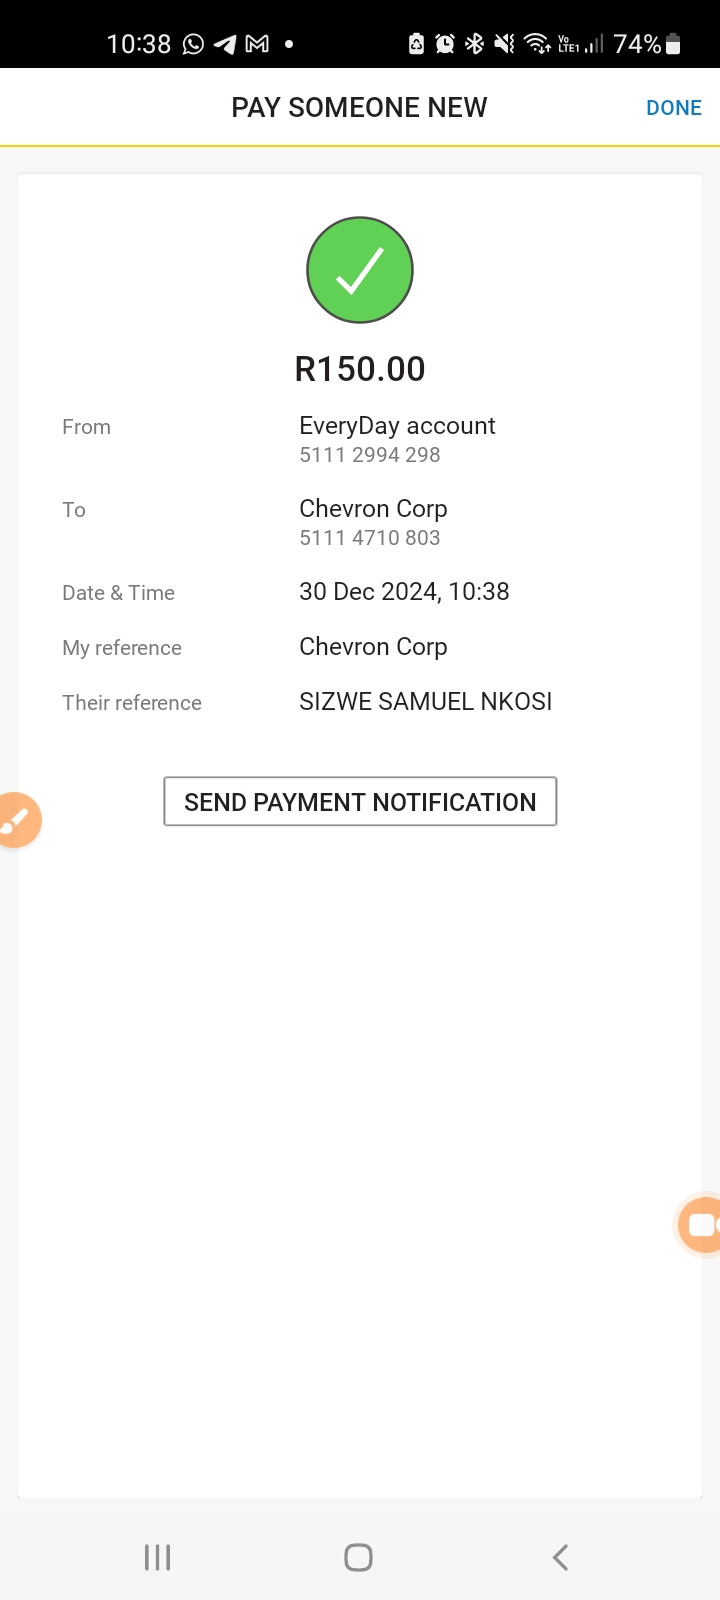 10:38
Vo
LTE1
74%
PAY SOMEONE NEW
DONE
R150.00
From
EveryDay account
5111 2994 298
To
Chevron Corp
5111 4710 803
Date & Time
30 Dec 2024, 10:38
My reference
Chevron Corp
Their reference
SIZWE SAMUEL NKOSI
SEND PAYMENT NOTIFICATION